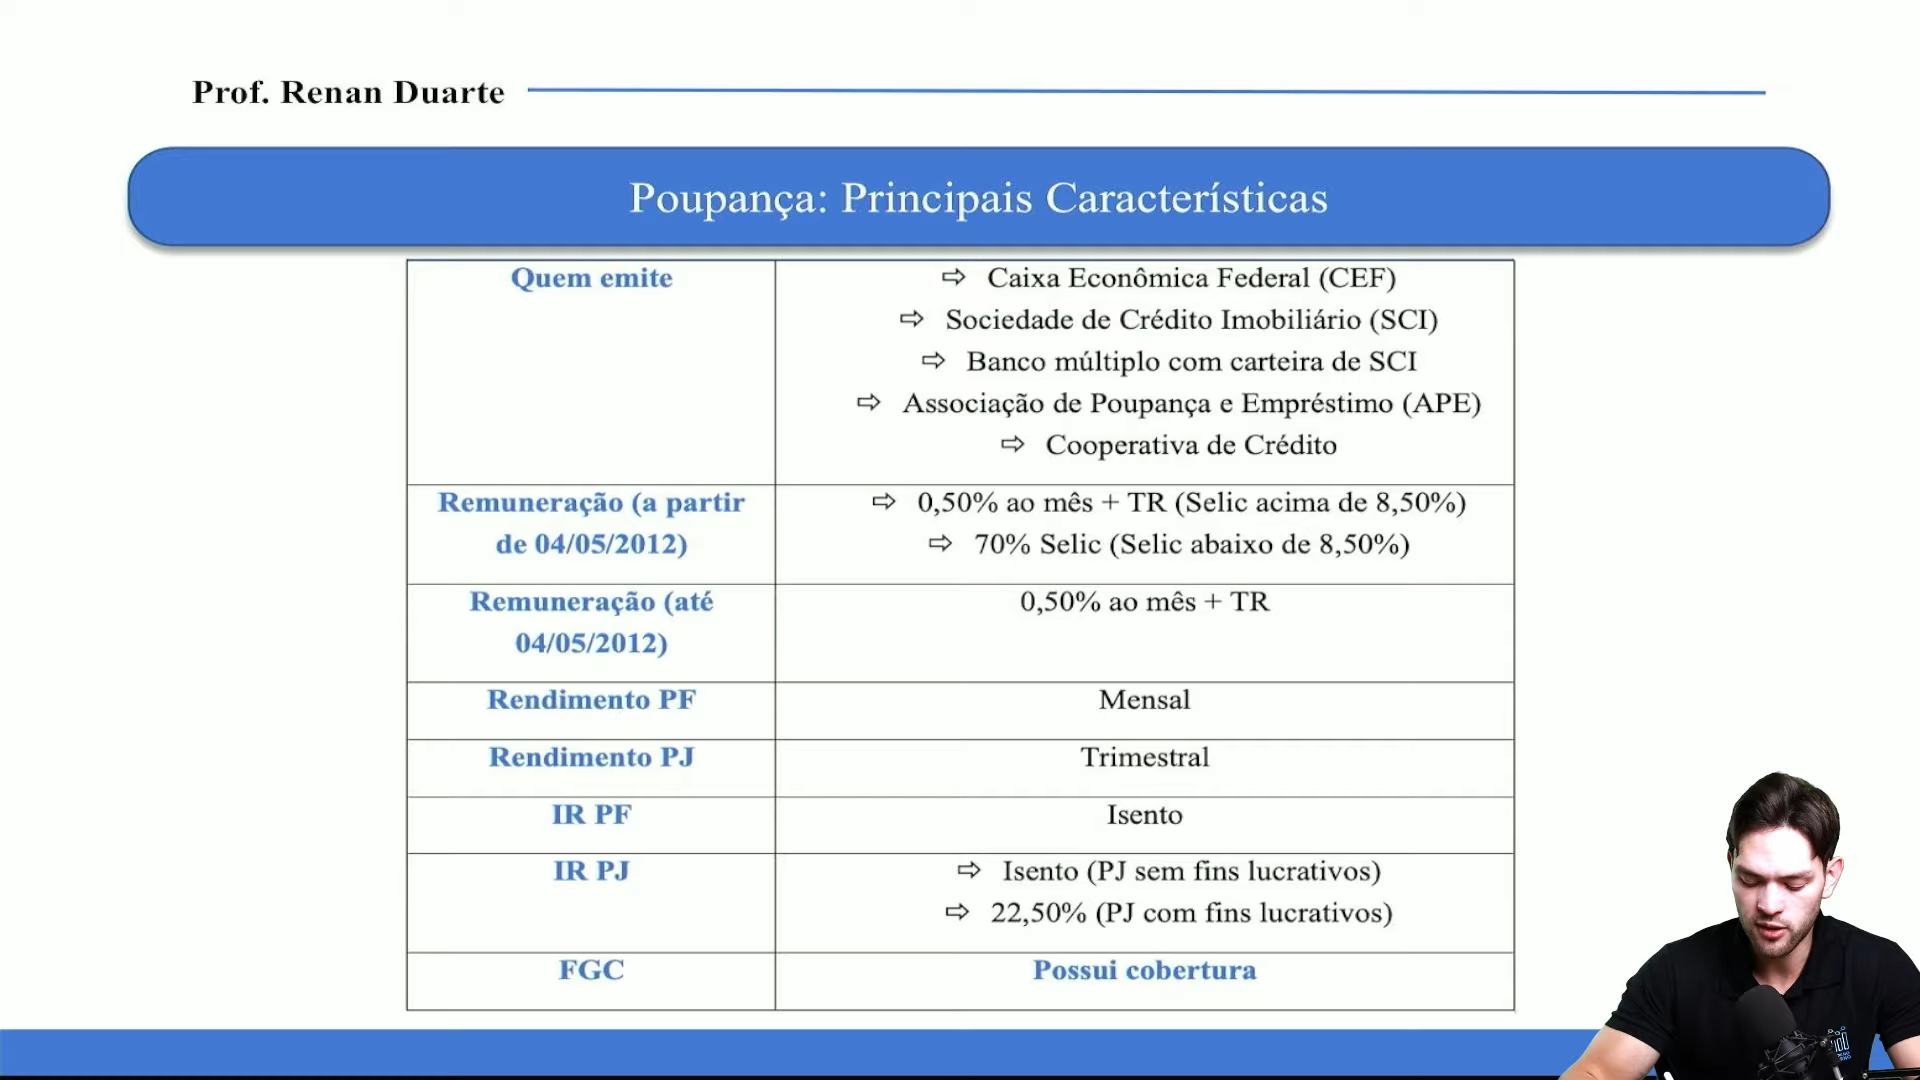 Prof. Renan Duarte
Poupança: Principais Características
Quem emite
⇨ Caixa Econômica Federal (CEF)
⇨ Sociedade de Crédito Imobiliário (SCI)
⇨ Banco múltiplo com carteira de SCI
⇨ Associação de Poupança e Empréstimo (APE)
⇨ Cooperativa de Crédito
Remuneração (a partir
de 04/05/2012)
⇨ 0,50% ao mês + TR (Selic acima de 8,50%)
⇨ 70% Selic (Selic abaixo de 8,50%)
Remuneração (até
04/05/2012)
0,50% ao mês + TR
Rendimento PF
Mensal
Rendimento PJ
Trimestral
IR PF
Isento
IR PJ
⇨ Isento (PJ sem fins lucrativos)
⇨ 22,50% (PJ com fins lucrativos)
FGC
Possui cobertura